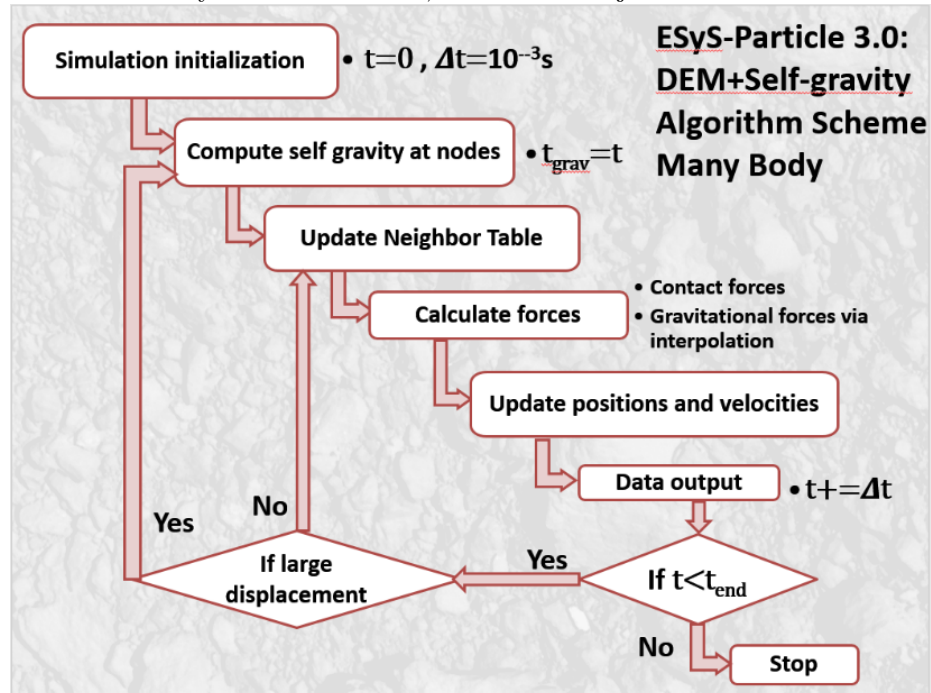 ESyS-Particle 3.0:
DEM+Self-gravity
Algorithm Scheme
Many Body
Simulation initialization
• t=0 , Δt=10⁻⁻³s
Compute self gravity at nodes
• t_grav=t
Update Neighbor Table
Calculate forces
• Contact forces
• Gravitational forces via
interpolation
Update positions and velocities
Data output
• t+=Δt
If t<t_end
Yes
No
Stop
If large
displacement
No
Yes